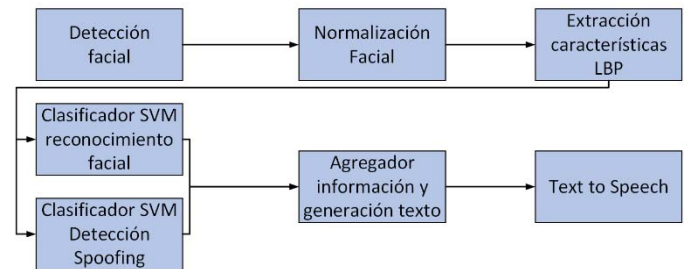 Detección
facial
Normalización
Facial
Extracción
características
LBP
Clasificador SVM
reconocimiento
facial
Clasificador SVM
Detección
Spoofing
Agregador
información y
generación texto
Text to Speech